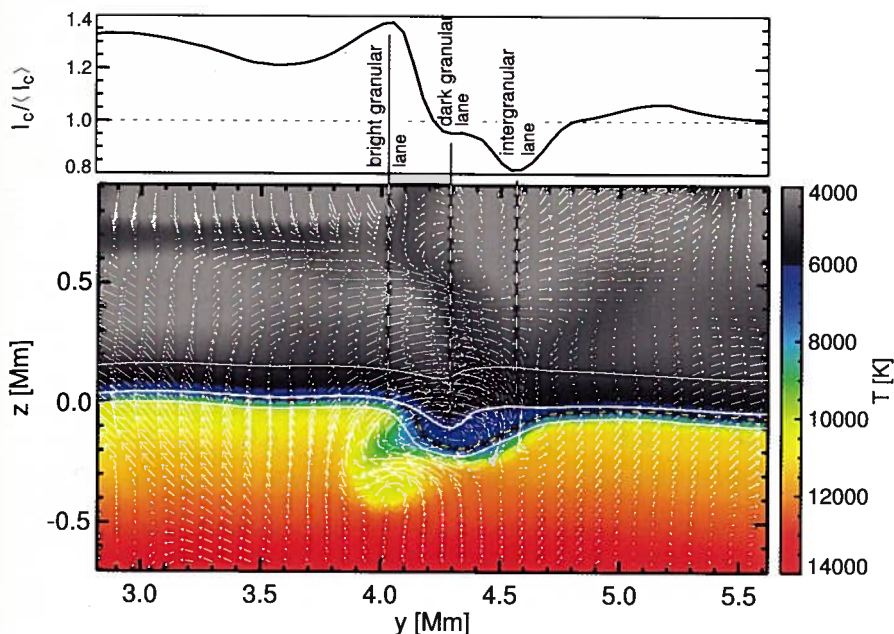 1.4
1.2
1.0
0.8
I_c/⟨I_c⟩
bright granular
lane
dark granular
lane
intergranular
lane
0.5
0.0
-0.5
z [Mm]
3.0 3.5 4.0 4.5 5.0 5.5
y [Mm]
4000
6000
8000
10000
12000
14000
T [K]